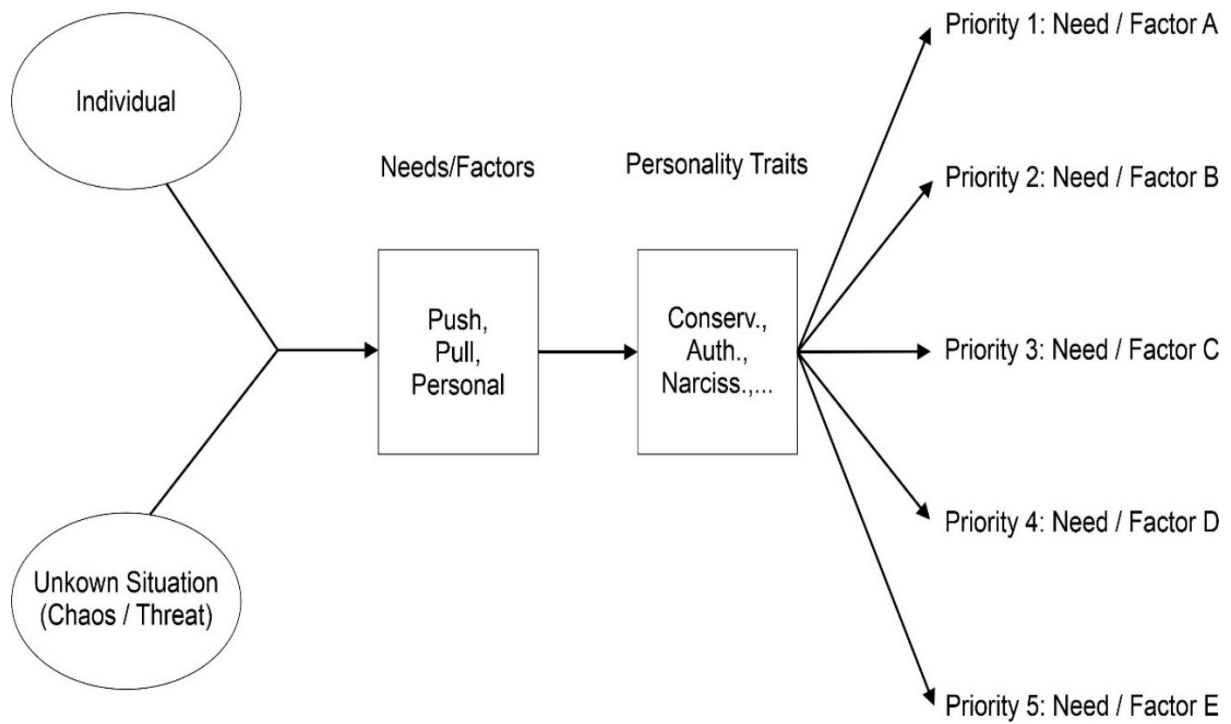 Individual
Unkown Situation
(Chaos / Threat)
Needs/Factors
Push,
Pull,
Personal
Personality Traits
Conserv.,
Auth.,
Narciss.,...
Priority 1: Need / Factor A
Priority 2: Need / Factor B
Priority 3: Need / Factor C
Priority 4: Need / Factor D
Priority 5: Need / Factor E